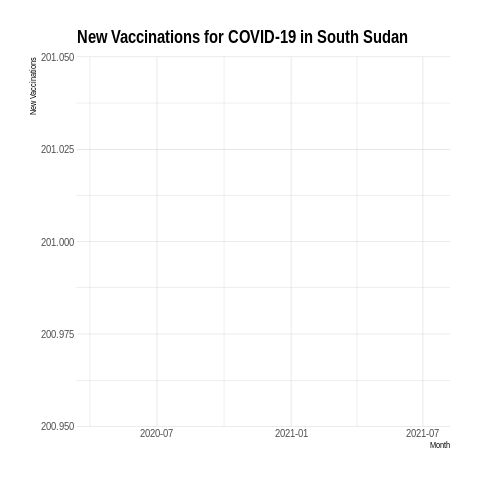 New Vaccinations for COVID-19 in South Sudan
New Vaccinations
201.050
201.025
201.000
200.975
200.950
2020-07 2021-01 2021-07
Month